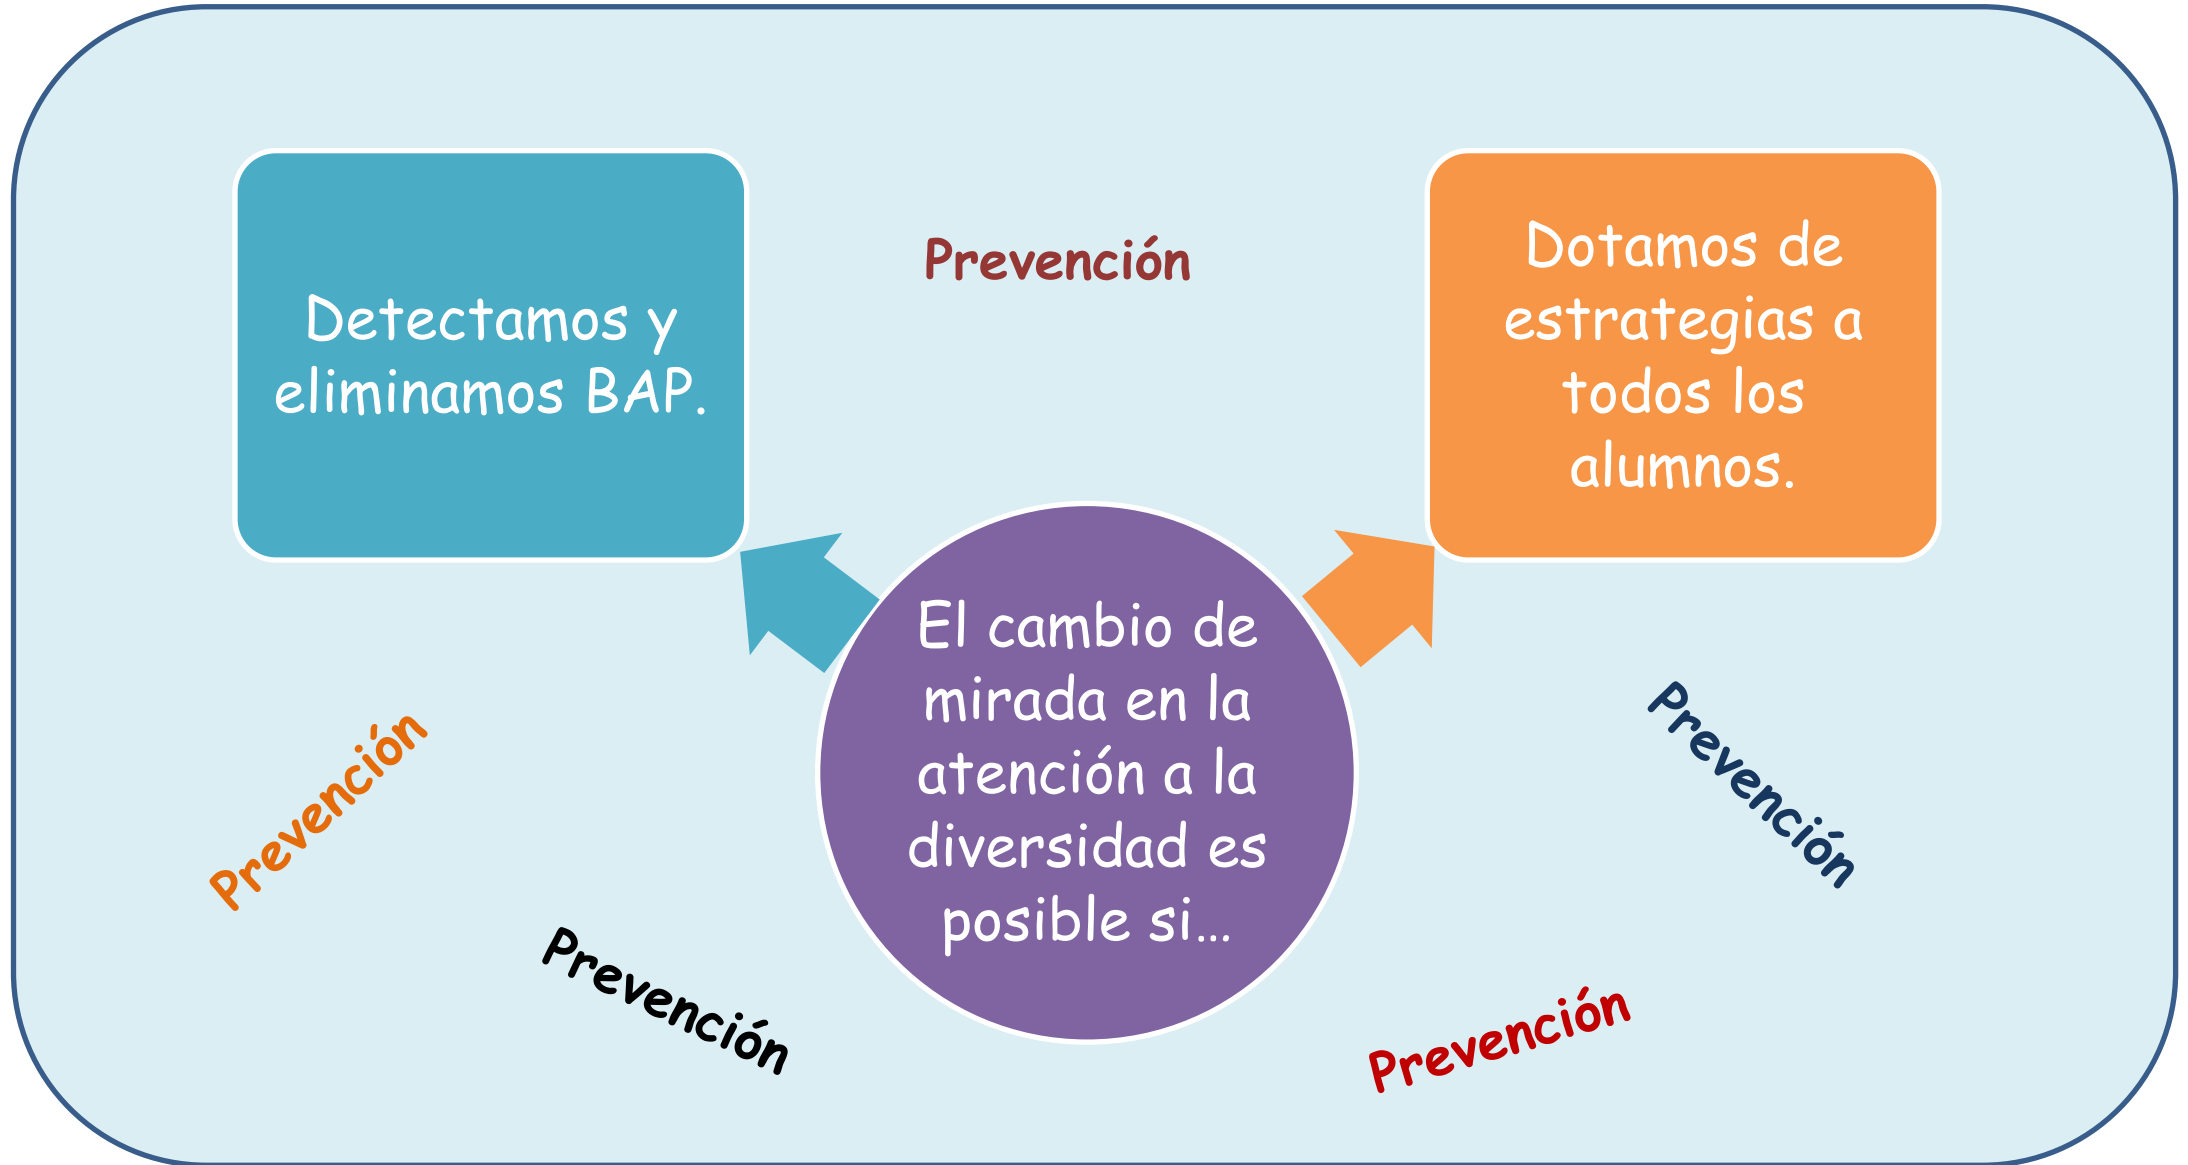 Prevención
Detectamos y
eliminamos BAP.
Dotamos de
estrategias a
todos los
alumnos.
El cambio de
mirada en la
atención a la
diversidad es
posible si...
Prevención
Prevención
Prevención
Prevención